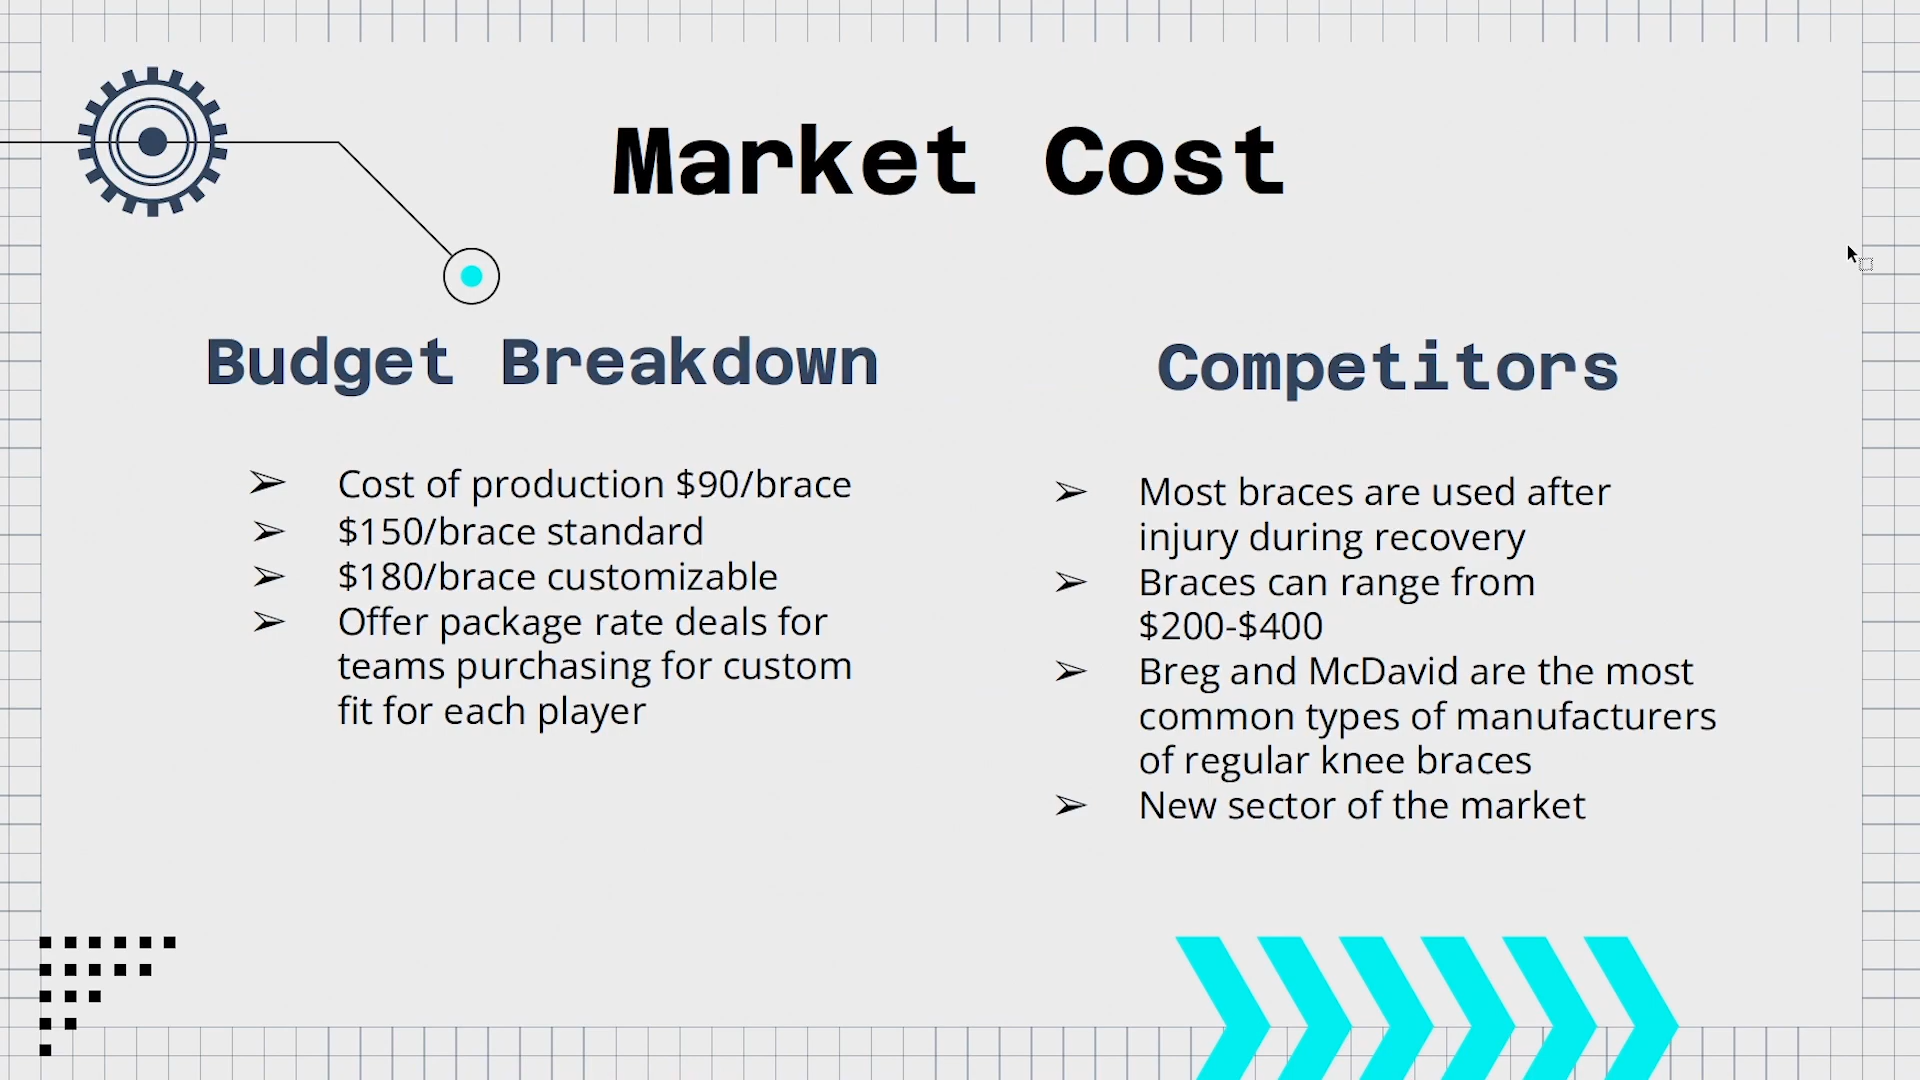 Market Cost
Budget Breakdown
➢ Cost of production $90/brace
➢ $150/brace standard
➢ $180/brace customizable
➢ Offer package rate deals for
teams purchasing for custom
fit for each player
Competitors
➢ Most braces are used after
injury during recovery
➢ Braces can range from
$200-$400
➢ Breg and McDavid are the most
common types of manufacturers
of regular knee braces
➢ New sector of the market